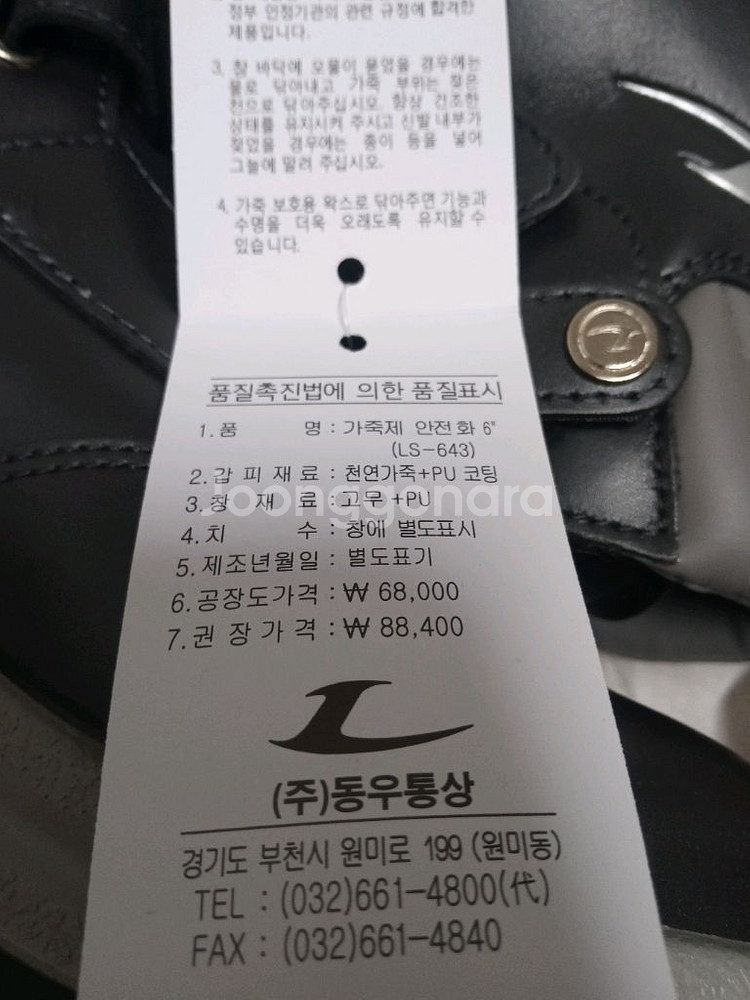 정부 인정기관의 관련 규정에 합격한
제품입니다.
3. 창 바닥에 오물이 묻었을 경우에는
물로 닦아내고 가죽 부위는 젖은
천으로 닦아주십시오. 항상 건조한
상태를 유지시켜 주시고 신발 내부가
젖었을 경우에는 종이 등을 넣어
그늘에 말려 주십시오.
4. 가죽 보호용 왁스로 닦아주면 기능과
수명을 더욱 오래도록 유지할 수
있습니다.
품질촉진법에 의한 품질표시
1. 품 명 : 가죽제 안전화 6"
(LS-643)
2. 갑 피 재 료 : 천연가죽+PU 코팅
3. 창 재 료 : 고무+PU
4. 치 수 : 창에 별도표시
5. 제조년월일 : 별도표기
6. 공장도가격 : ₩ 68,000
7. 권 장 가 격 : ₩ 88,400
joonggonara
(주)동우통상
경기도 부천시 원미로 199 (원미동)
TEL : (032)661-4800(代)
FAX : (032)661-4840